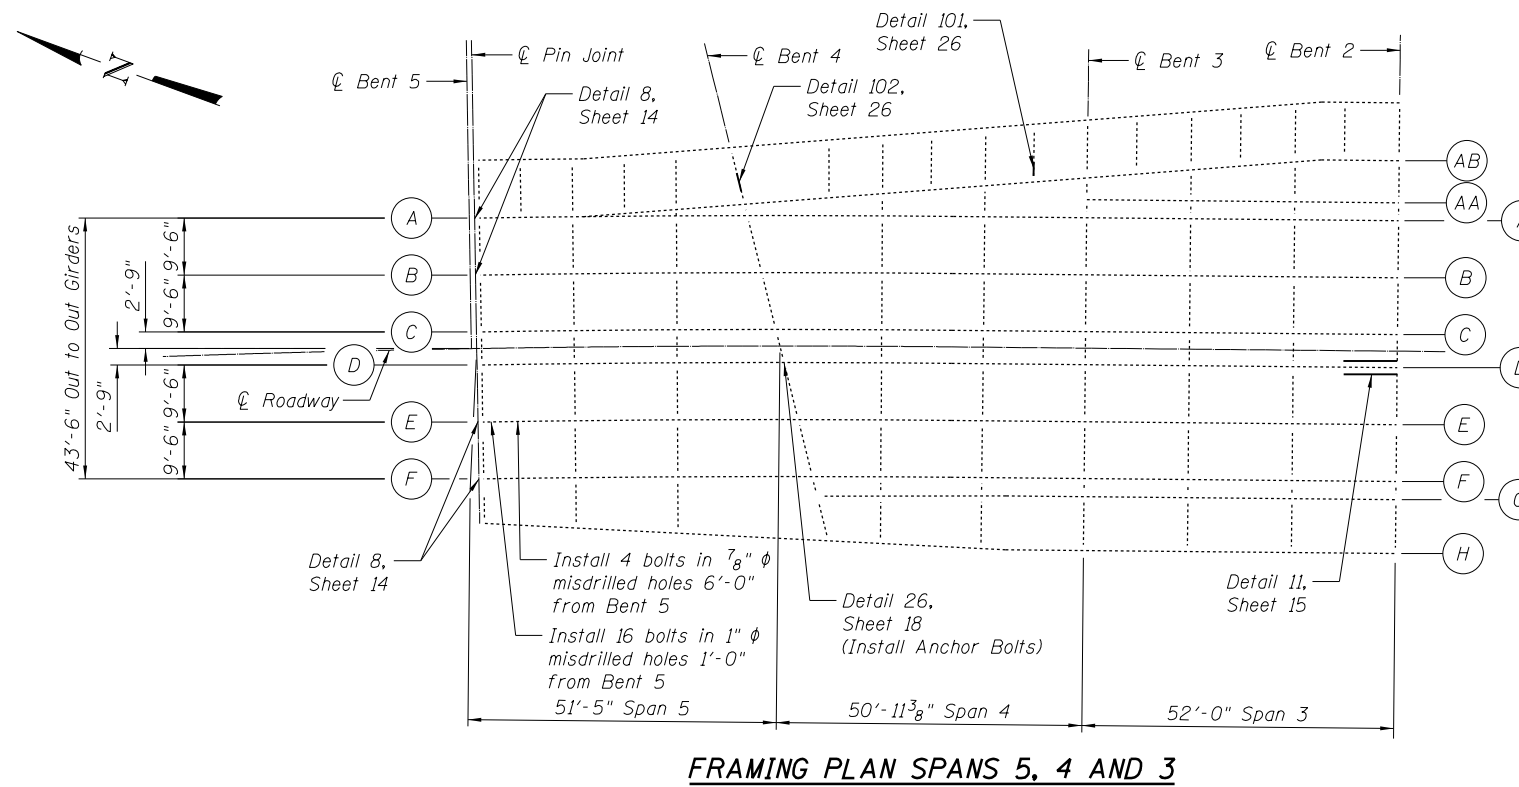 Detail 101,
Sheet 26
℄ Pin Joint
℄ Bent 4
℄ Bent 3
℄ Bent 2
℄ Bent 5
N
Detail 8,
Sheet 14
Detail 102,
Sheet 26
AB
AA
A
A
B
B
C
C
D
E
E
F
F
H
43'-6" Out to Out Girders
9'-6"
9'-6"
2'-9"
2'-9"
9'-6"
9'-6"
℄ Roadway
Detail 8,
Sheet 14
Install 4 bolts in 7/8" ϕ
misdrilled holes 6'-0"
from Bent 5
Install 16 bolts in 1" ϕ
misdrilled holes 1'-0"
from Bent 5
Detail 26,
Sheet 18
(Install Anchor Bolts)
Detail 11,
Sheet 15
51'-5" Span 5
50'-11 3/8" Span 4
52'-0" Span 3
FRAMING PLAN SPANS 5, 4 AND 3